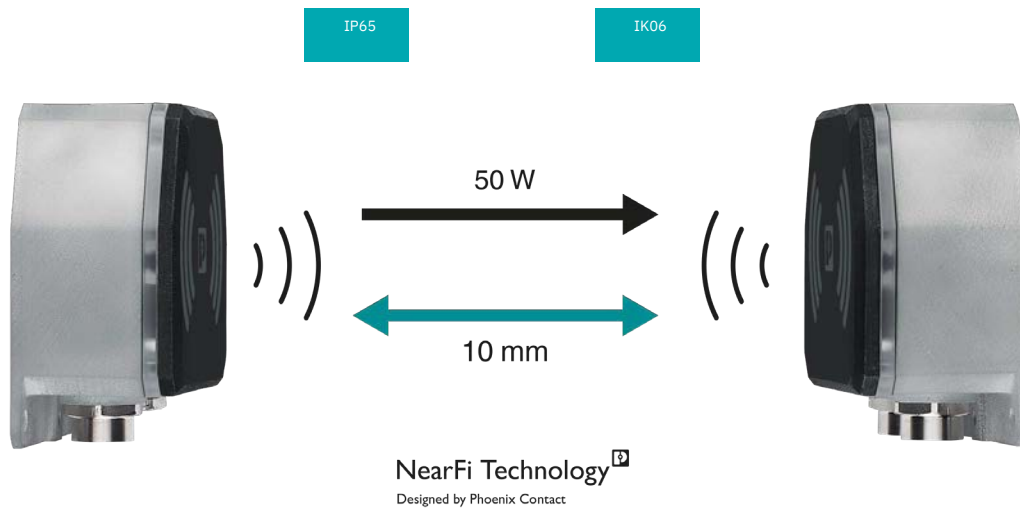 IP65
IK06
50 W
10 mm
NearFi Technology
Designed by Phoenix Contact